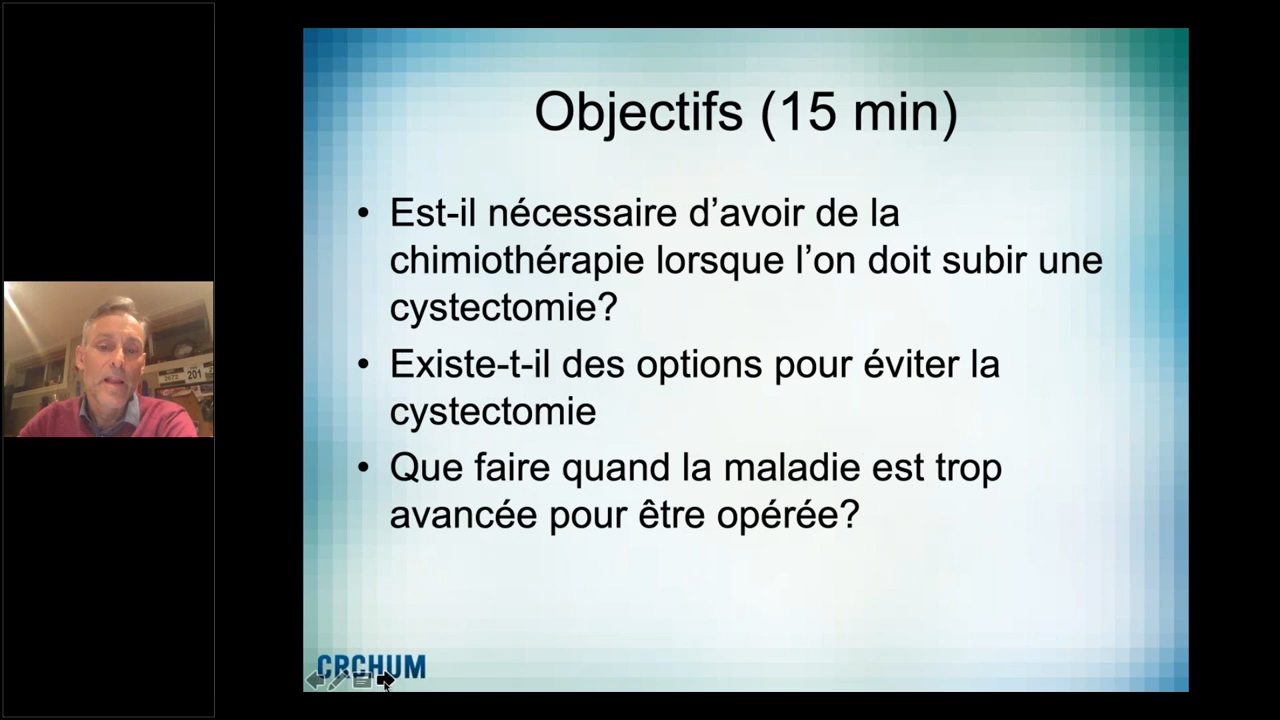 Objectifs (15 min)
• Est-il nécessaire d’avoir de la
chimiothérapie lorsque l’on doit subir une
cystectomie?
• Existe-t-il des options pour éviter la
cystectomie
• Que faire quand la maladie est trop
avancée pour être opérée?
CRCHUM
201